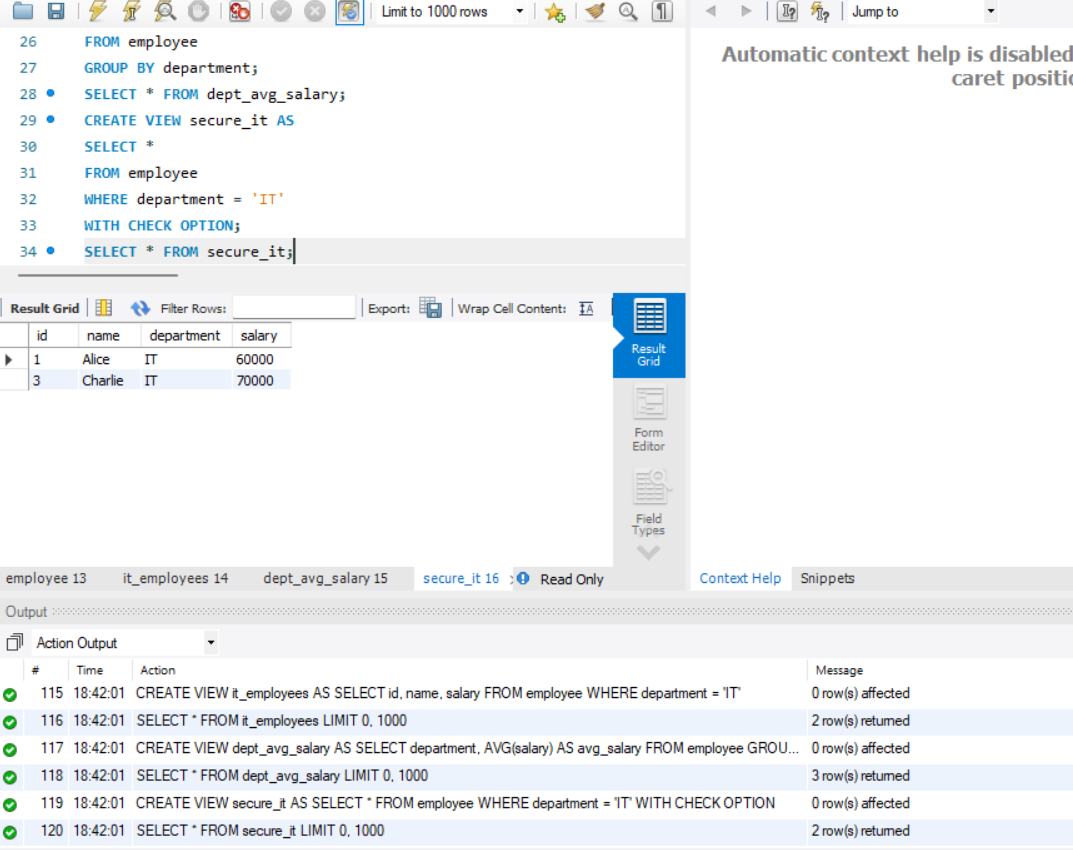 Limit to 1000 rows
Jump to
26 FROM employee
27 GROUP BY department;
28 SELECT * FROM dept_avg_salary;
29 CREATE VIEW secure_it AS
30 SELECT *
31 FROM employee
32 WHERE department = 'IT'
33 WITH CHECK OPTION;
34 SELECT * FROM secure_it;
Automatic context help is disabled
caret positio
Result Grid Filter Rows: Export: Wrap Cell Content:
id name department salary
1 Alice IT 60000
3 Charlie IT 70000
Result
Grid
Form
Editor
Field
Types
employee 13 it_employees 14 dept_avg_salary 15 secure_it 16 Read Only
Context Help Snippets
Output
Action Output
# Time Action Message
115 18:42:01 CREATE VIEW it_employees AS SELECT id, name, salary FROM employee WHERE department = 'IT' 0 row(s) affected
116 18:42:01 SELECT * FROM it_employees LIMIT 0, 1000 2 row(s) returned
117 18:42:01 CREATE VIEW dept_avg_salary AS SELECT department, AVG(salary) AS avg_salary FROM employee GROU... 0 row(s) affected
118 18:42:01 SELECT * FROM dept_avg_salary LIMIT 0, 1000 3 row(s) returned
119 18:42:01 CREATE VIEW secure_it AS SELECT * FROM employee WHERE department = 'IT' WITH CHECK OPTION 0 row(s) affected
120 18:42:01 SELECT * FROM secure_it LIMIT 0, 1000 2 row(s) returned